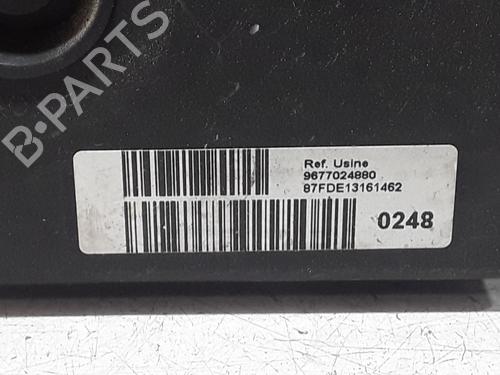 B-PARTS
Ref. Usine
9677024880
87FDE13161462
0248